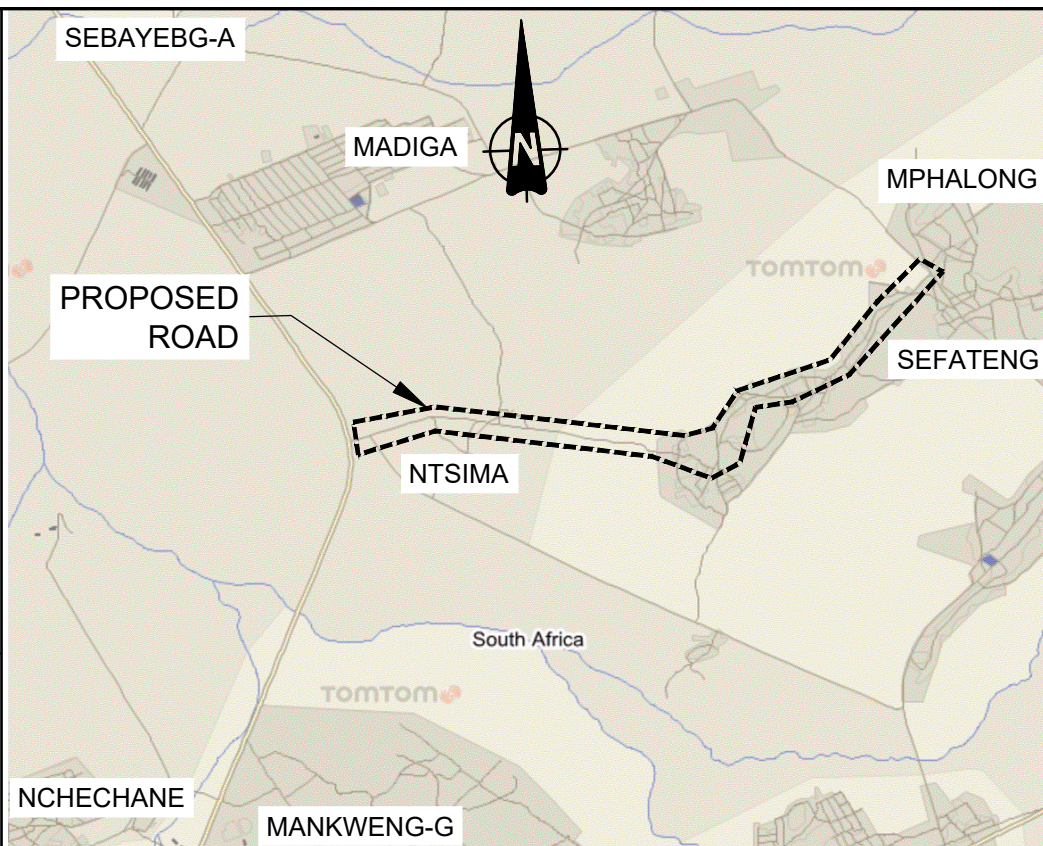 SEBAYEBG-A
MADIGA
N
MPHALONG
TOMTOM
PROPOSED
ROAD
SEFATENG
NTSIMA
South Africa
TOMTOM
NCHECHANE
MANKWENG-G